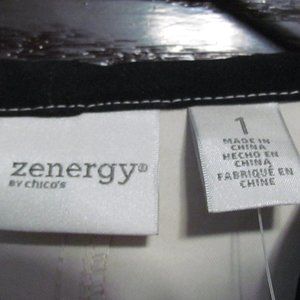 zenergy®
BY chico's
1
MADE IN
CHINA
HECHO EN
CHINA
FABRIQUÉ EN
CHINE